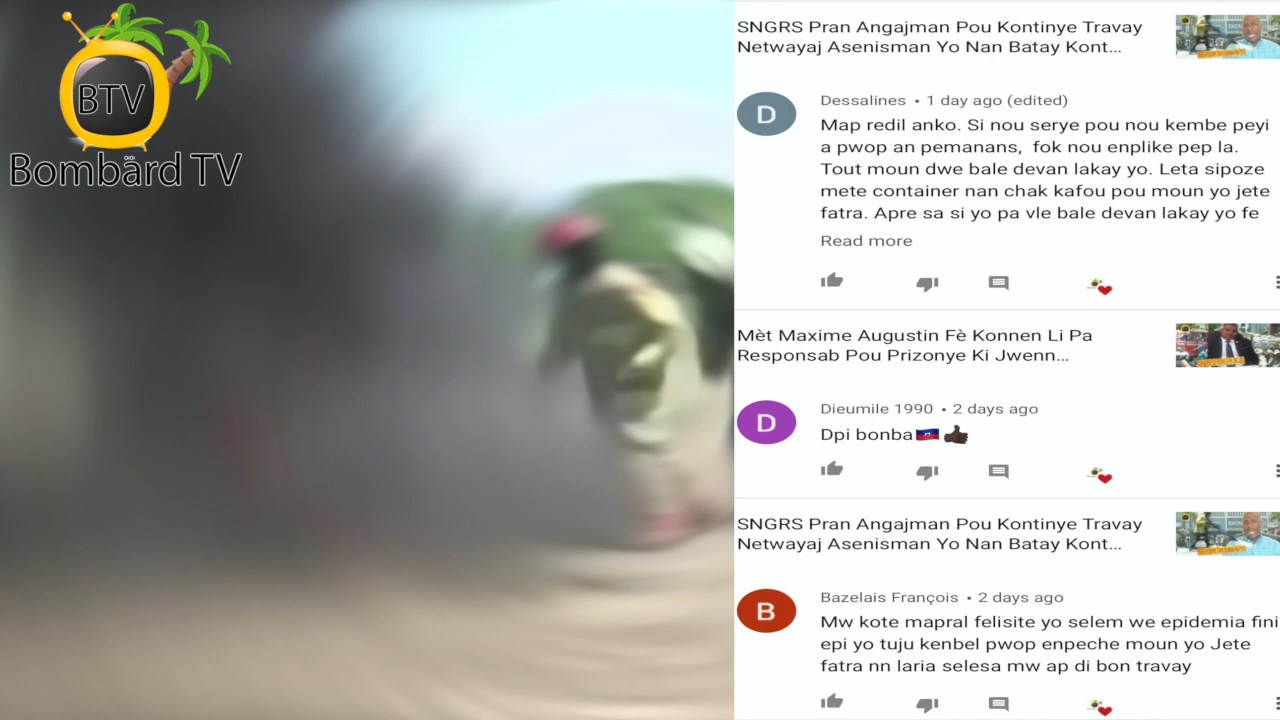 BTV
Bombärd TV
SNGRS Pran Angajman Pou Kontinye Travay
Netwayaj Asenisman Yo Nan Batay Kont...
D
Dessalines • 1 day ago (edited)
Map redil anko. Si nou serye pou nou kembe peyi
a pwop an pemanans, fok nou enplike pep la.
Tout moun dwe bale devan lakay yo. Leta sipoze
mete container nan chak kafou pou moun yo jete
fatra. Apre sa si yo pa vle bale devan lakay yo fe
Read more
Mèt Maxime Augustin Fè Konnen Li Pa
Responsab Pou Prizonye Ki Jwenn...
D
Dieumile 1990 • 2 days ago
Dpi bonba🇭🇹 👍🏿
SNGRS Pran Angajman Pou Kontinye Travay
Netwayaj Asenisman Yo Nan Batay Kont...
B
Bazelais François • 2 days ago
Mw kote mapral felisite yo selem we epidemia fini
epi yo tuju kenbel pwop enpeche moun yo Jete
fatra nn laria selesa mw ap di bon travay